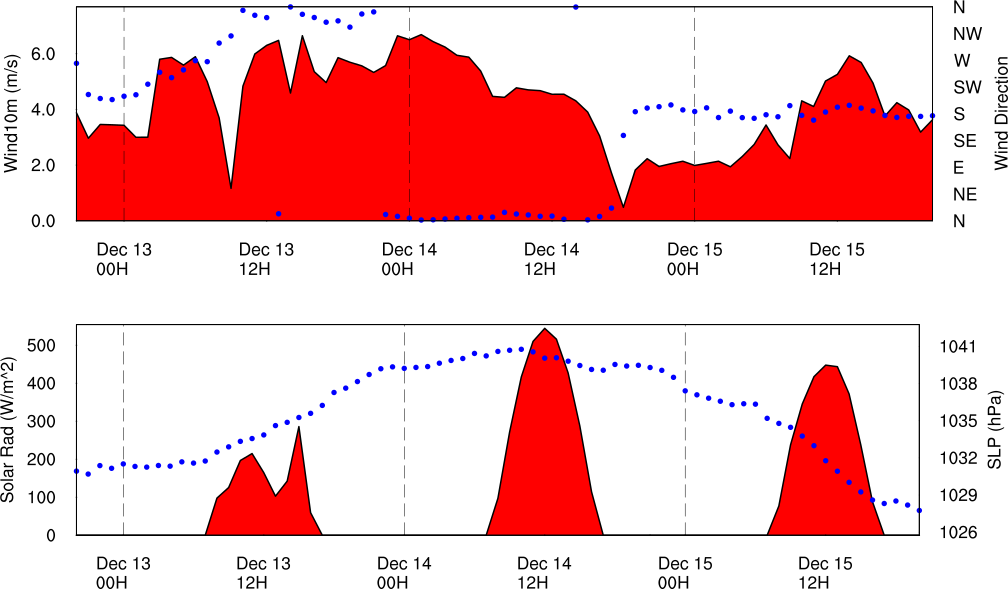 Wind10m (m/s)
6.0
4.0
2.0
0.0
N
NW
W
SW
S
SE
E
NE
N
Wind Direction
Dec 13 Dec 13 Dec 14 Dec 14 Dec 15 Dec 15
00H 12H 00H 12H 00H 12H
Solar Rad (W/m^2)
500
400
300
200
100
0
1041
1038
1035
1032
1029
1026
SLP (hPa)
Dec 13 Dec 13 Dec 14 Dec 14 Dec 15 Dec 15
00H 12H 00H 12H 00H 12H